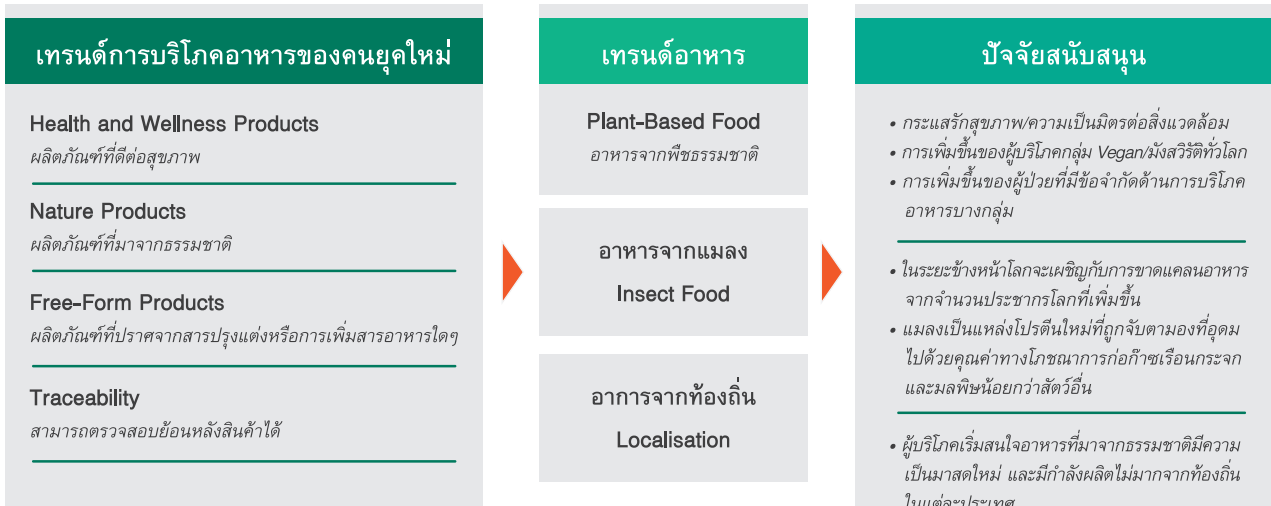 เทรนด์การบริโภคอาหารของคนยุคใหม่
Health and Wellness Products
ผลิตภัณฑ์ที่ดีต่อสุขภาพ
Nature Products
ผลิตภัณฑ์ที่มาจากธรรมชาติ
Free-Form Products
ผลิตภัณฑ์ที่ปราศจากสารปรุงแต่งหรือการเพิ่มสารอาหารใดๆ
Traceability
สามารถตรวจสอบย้อนหลังสินค้าได้
เทรนด์อาหาร
Plant-Based Food
อาหารจากพืชธรรมชาติ
อาหารจากแมลง
Insect Food
อาการจากท้องถิ่น
Localisation
ปัจจัยสนับสนุน
• กระแสรักสุขภาพ/ความเป็นมิตรต่อสิ่งแวดล้อม
• การเพิ่มขึ้นของผู้บริโภคกลุ่ม Vegan/มังสวิรัติทั่วโลก
• การเพิ่มขึ้นของผู้ป่วยที่มีข้อจำกัดด้านการบริโภค
อาหารบางกลุ่ม
• ในระยะข้างหน้าโลกจะเผชิญกับการขาดแคลนอาหาร
จากจำนวนประชากรโลกที่เพิ่มขึ้น
• แมลงเป็นแหล่งโปรตีนใหม่ที่ถูกจับตามองที่อุดม
ไปด้วยคุณค่าทางโภชณาการก่อก๊าซเรือนกระจก
และมลพิษน้อยกว่าสัตว์อื่น
• ผู้บริโภคเริ่มสนใจอาหารที่มาจากธรรมชาติมีความ
เป็นมาสดใหม่ และมีกำลังผลิตไม่มากจากท้องถิ่น
ในแต่ละประเทศ